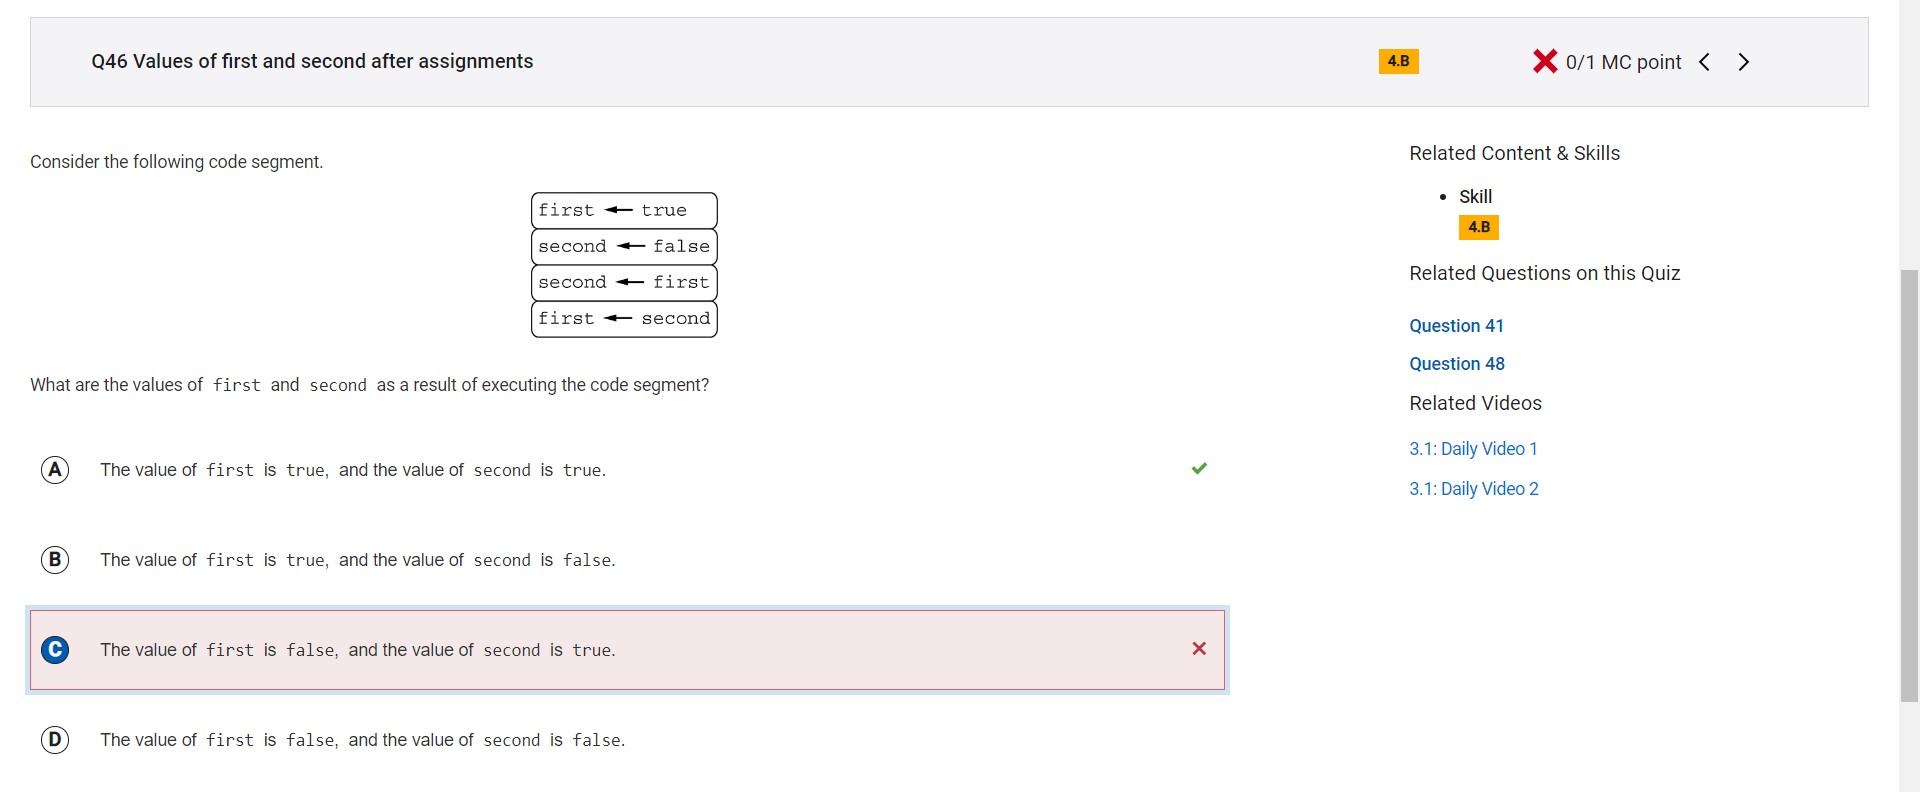 Q46 Values of first and second after assignments
4.B
0/1 MC point
Consider the following code segment.
first ← true
second ← false
second ← first
first ← second
What are the values of first and second as a result of executing the code segment?
A The value of first is true, and the value of second is true.
B The value of first is true, and the value of second is false.
C The value of first is false, and the value of second is true.
D The value of first is false, and the value of second is false.
Related Content & Skills
• Skill
4.B
Related Questions on this Quiz
Question 41
Question 48
Related Videos
3.1: Daily Video 1
3.1: Daily Video 2